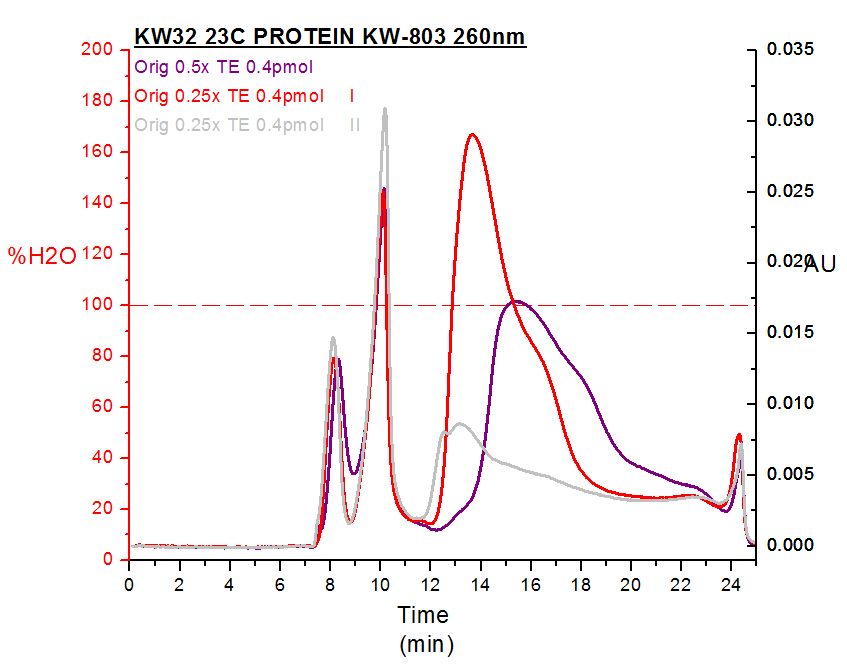 KW32 23C PROTEIN KW-803 260nm
Orig 0.5x TE 0.4pmol
Orig 0.25x TE 0.4pmol I
Orig 0.25x TE 0.4pmol II
200
180
160
140
120
100
80
60
40
20
0
%H2O
0.035
0.030
0.025
0.020
0.015
0.010
0.005
0.000
AU
0 2 4 6 8 10 12 14 16 18 20 22 24
Time
(min)